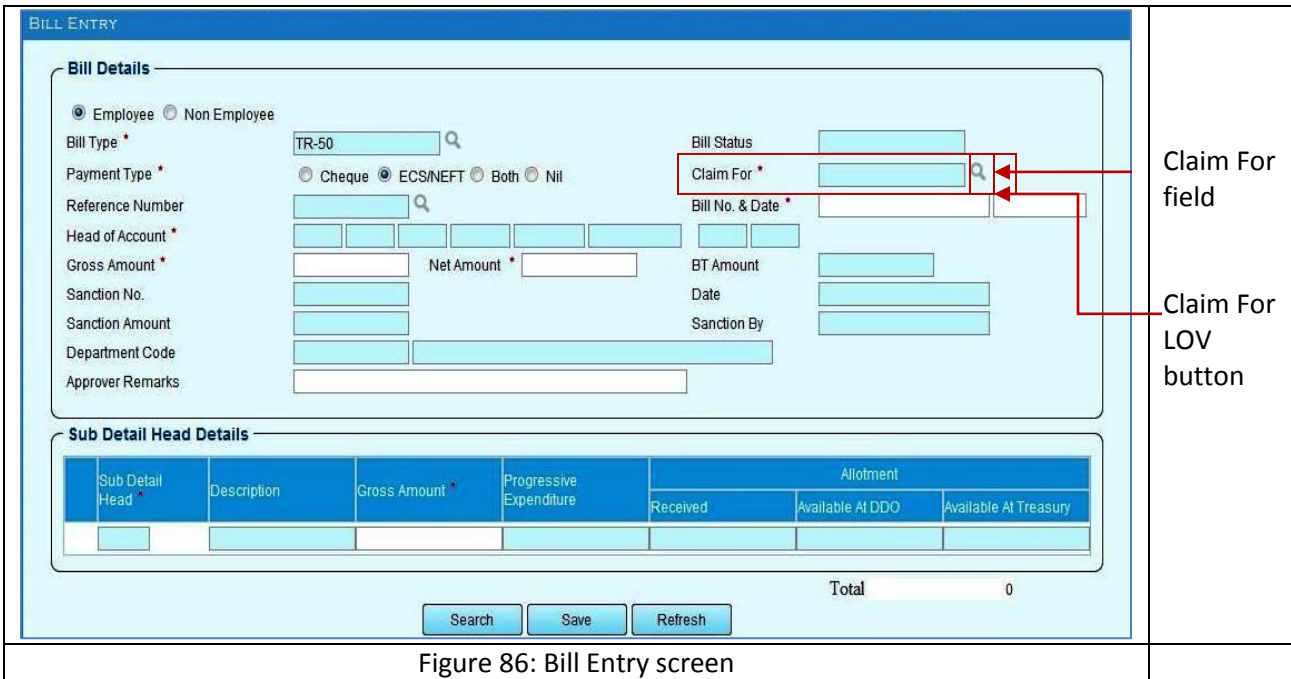 BILL ENTRY
Bill Details
Employee Non Employee
Bill Type * TR-50 Bill Status
Payment Type * Cheque ECS/NEFT Both Nil Claim For *
Reference Number Bill No. & Date *
Head of Account *
Gross Amount * Net Amount * BT Amount
Sanction No. Date
Sanction Amount Sanction By
Department Code
Approver Remarks
Sub Detail Head Details
Sub Detail Head * Description Gross Amount * Progressive Expenditure Allotment
Received Available At DDO Available At Treasury
Total 0
Search Save Refresh
Claim For
field
Claim For
LOV
button
Figure 86: Bill Entry screen